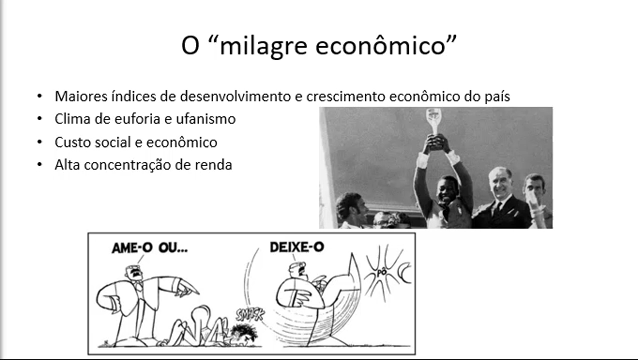 O “milagre econômico”
• Maiores índices de desenvolvimento e crescimento econômico do país
• Clima de euforia e ufanismo
• Custo social e econômico
• Alta concentração de renda
AME-O OU...
DEIXE-O
SMACK
PÔ